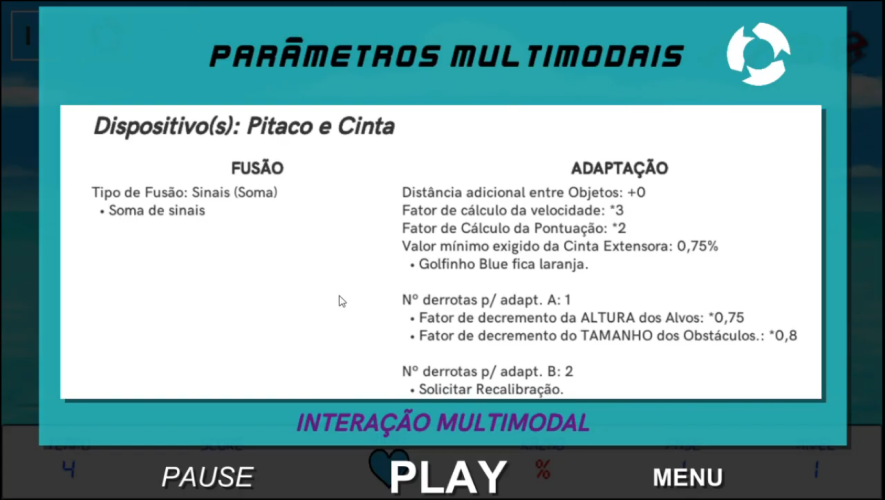 PARÂMETROS MULTIMODAIS
Dispositivo(s): Pitaco e Cinta
FUSÃO
Tipo de Fusão: Sinais (Soma)
• Soma de sinais
ADAPTAÇÃO
Distância adicional entre Objetos: +0
Fator de cálculo da velocidade: *3
Fator de Cálculo da Pontuação: *2
Valor mínimo exigido da Cinta Extensora: 0,75%
• Golfinho Blue fica laranja.
Nº derrotas p/ adapt. A: 1
• Fator de decremento da ALTURA dos Alvos: *0,75
• Fator de decremento do TAMANHO dos Obstáculos.: *0,8
Nº derrotas p/ adapt. B: 2
• Solicitar Recalibração.
INTERAÇÃO MULTIMODAL
4 % 1
PAUSE PLAY MENU